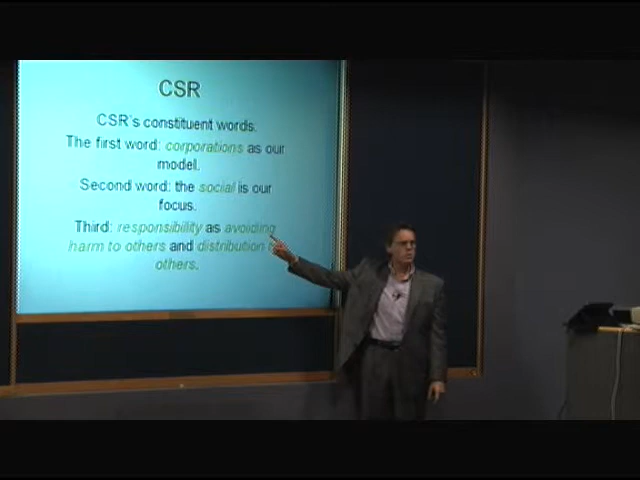 CSR
CSR's constituent words:
The first word: corporations as our
model.
Second word: the social is our
focus.
Third: responsibility as avoiding
harm to others and distribution
others.